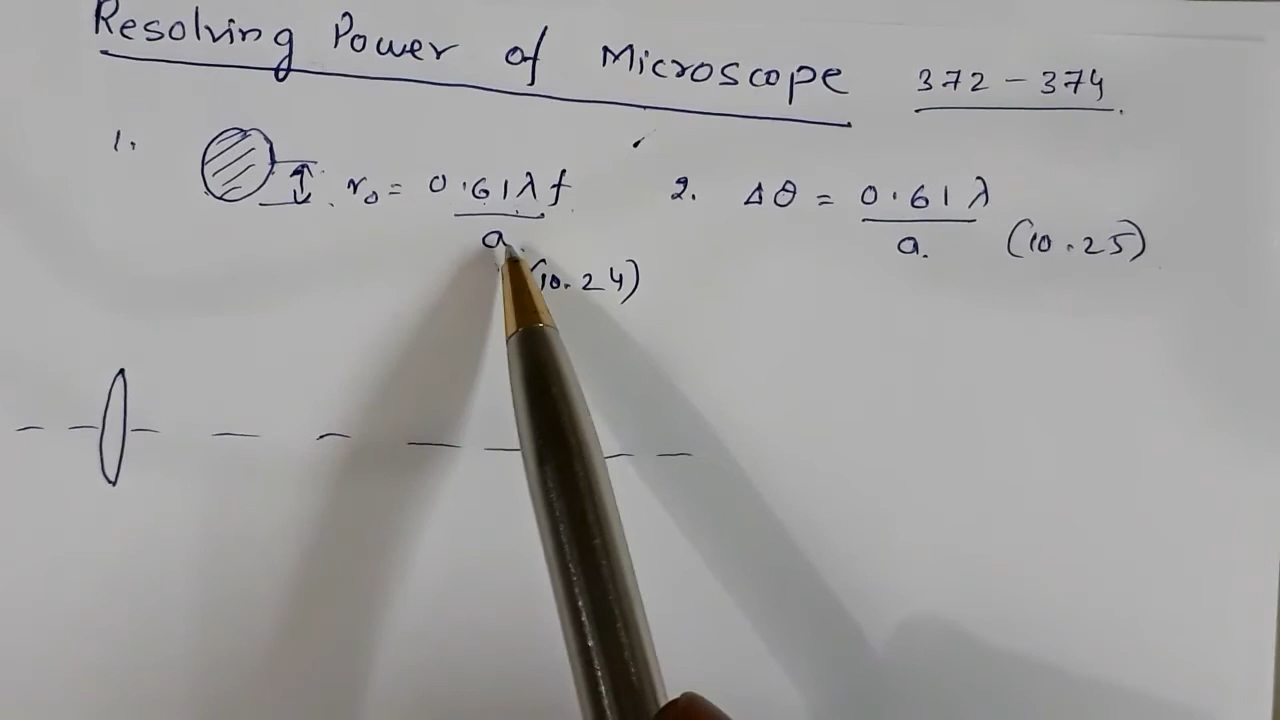 Resolving Power of Microscope 372 - 374
1. r₀ = 0.61λf / a (10.24)
2. Δθ = 0.61λ / a. (10.25)